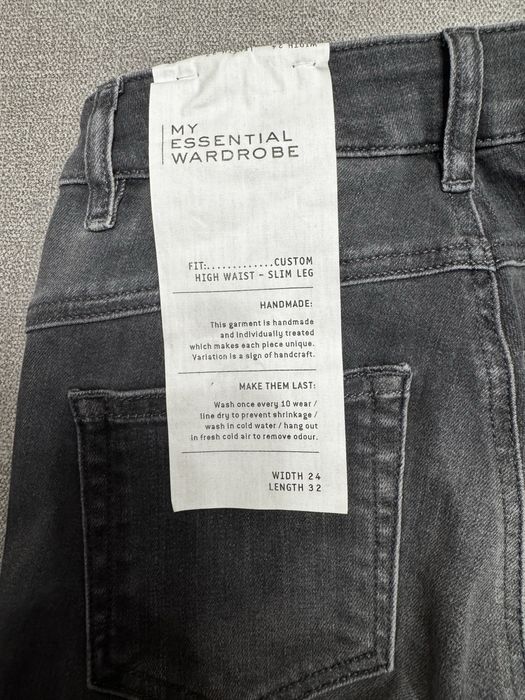 WIDTH 24
MY
ESSENTIAL
WARDROBE
FIT:.............CUSTOM
HIGH WAIST - SLIM LEG
HANDMADE:
This garment is handmade
and individually treated
which makes each piece unique.
Variation is a sign of handcraft.
MAKE THEM LAST:
Wash once every 10 wear /
line dry to prevent shrinkage /
wash in cold water / hang out
in fresh cold air to remove odour.
WIDTH 24
LENGTH 32